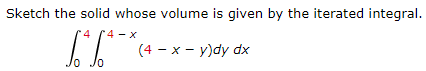 Sketch the solid whose volume is given by the iterated integral.
∫₀⁴ ∫₀⁴⁻ˣ (4 − x − y)dy dx